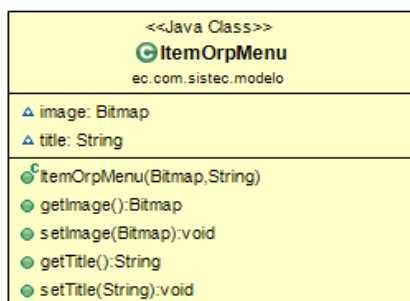 <<Java Class>>
ItemOrpMenu
ec.com.sistec.modelo
image: Bitmap
title: String
ItemOrpMenu(Bitmap,String)
getImage():Bitmap
setImage(Bitmap):void
getTitle():String
setTitle(String):void